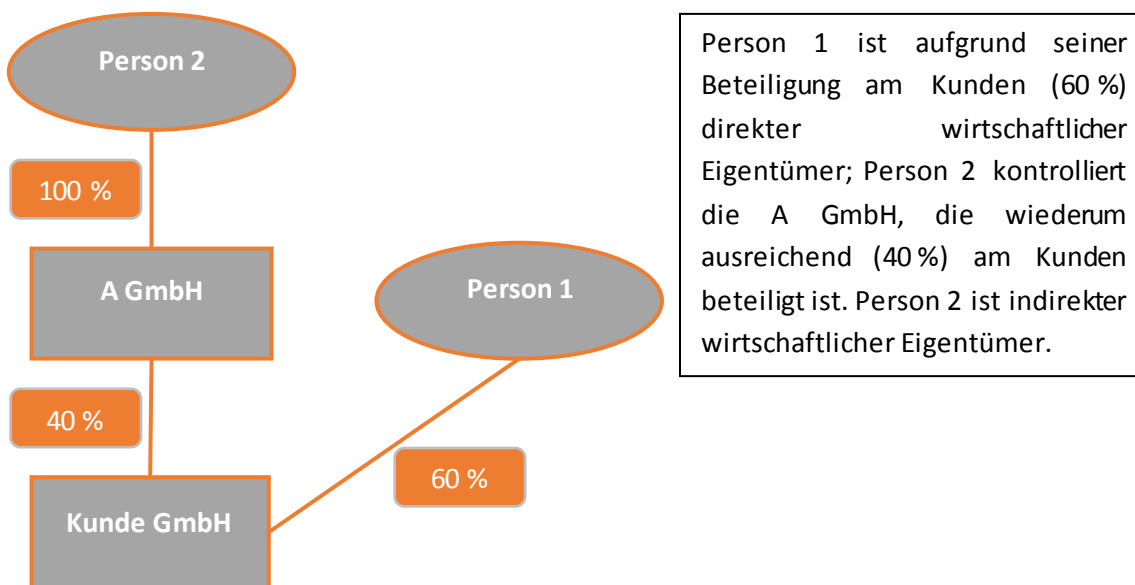 Person 2
100 %
A GmbH
Person 1
40 %
60 %
Kunde GmbH
Person 1 ist aufgrund seiner
Beteiligung am Kunden (60 %)
direkter wirtschaftlicher
Eigentümer; Person 2 kontrolliert
die A GmbH, die wiederum
ausreichend (40 %) am Kunden
beteiligt ist. Person 2 ist indirekter
wirtschaftlicher Eigentümer.